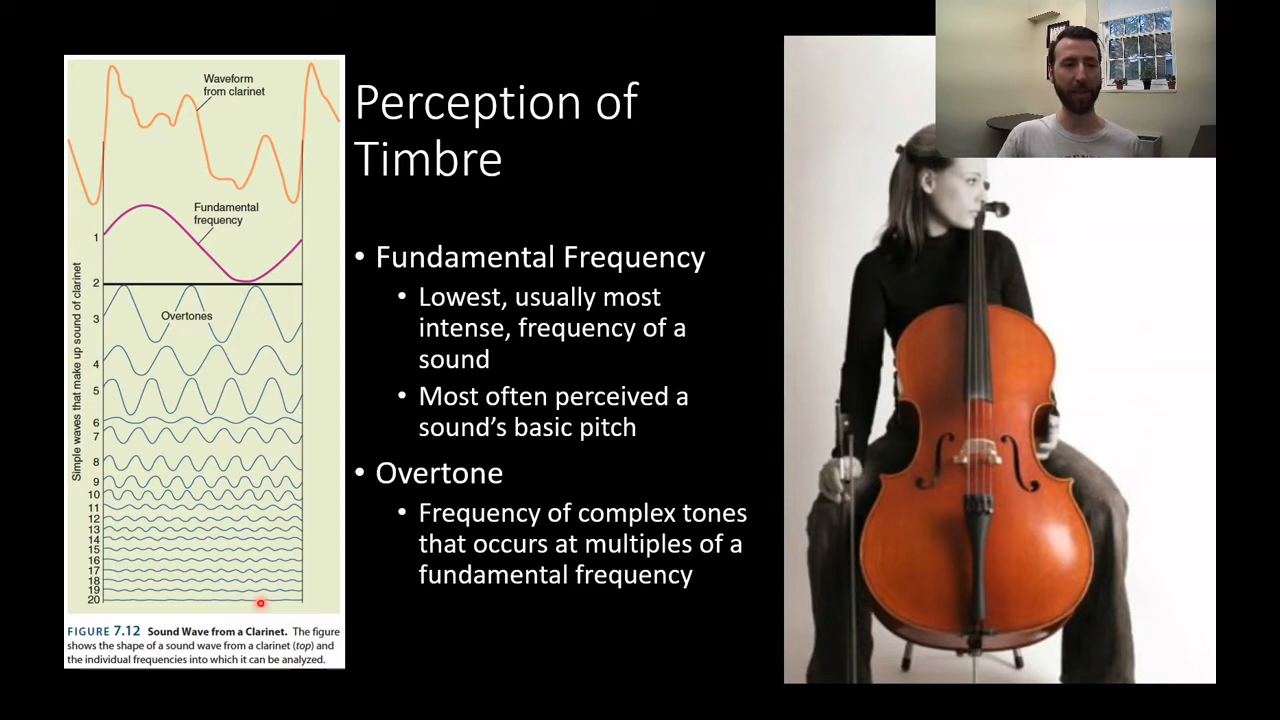 Waveform
from clarinet
Fundamental
frequency
Overtones
Simple waves that make up sound of clarinet
1
2
3
4
5
6
7
8
9
10
11
12
13
14
15
16
17
18
19
20
FIGURE 7.12 Sound Wave from a Clarinet. The figure
shows the shape of a sound wave from a clarinet (top) and
the individual frequencies into which it can be analyzed.
Perception of
Timbre
• Fundamental Frequency
• Lowest, usually most
intense, frequency of a
sound
• Most often perceived a
sound’s basic pitch
• Overtone
• Frequency of complex tones
that occurs at multiples of a
fundamental frequency